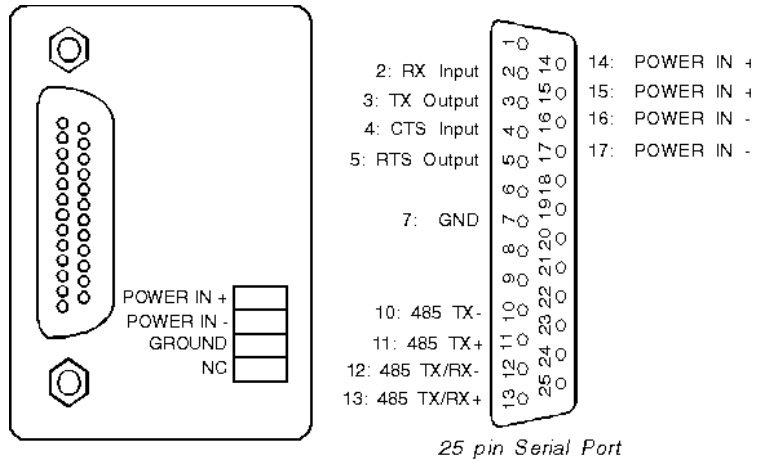 POWER IN +
POWER IN -
GROUND
NC
2: RX Input
3: TX Output
4: CTS Input
5: RTS Output
7: GND
10: 485 TX-
11: 485 TX+
12: 485 TX/RX-
13: 485 TX/RX+
1
2
3
4
5
6
7
8
9
10
11
12
13
14
15
16
17
18
19
20
21
22
23
24
25
14: POWER IN +
15: POWER IN +
16: POWER IN -
17: POWER IN -
25 pin Serial Port